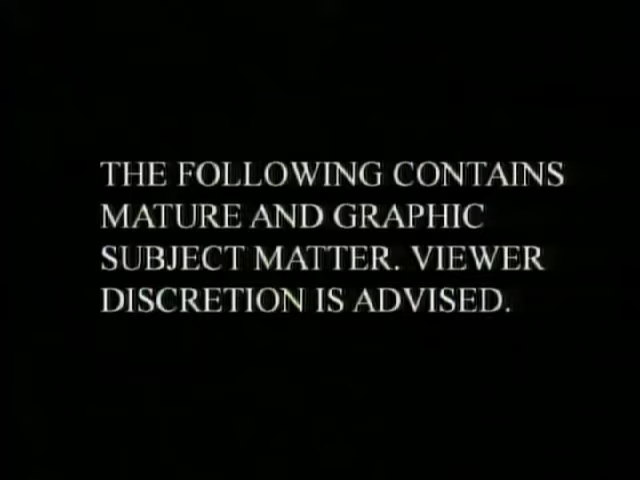 THE FOLLOWING CONTAINS
MATURE AND GRAPHIC
SUBJECT MATTER. VIEWER
DISCRETION IS ADVISED.